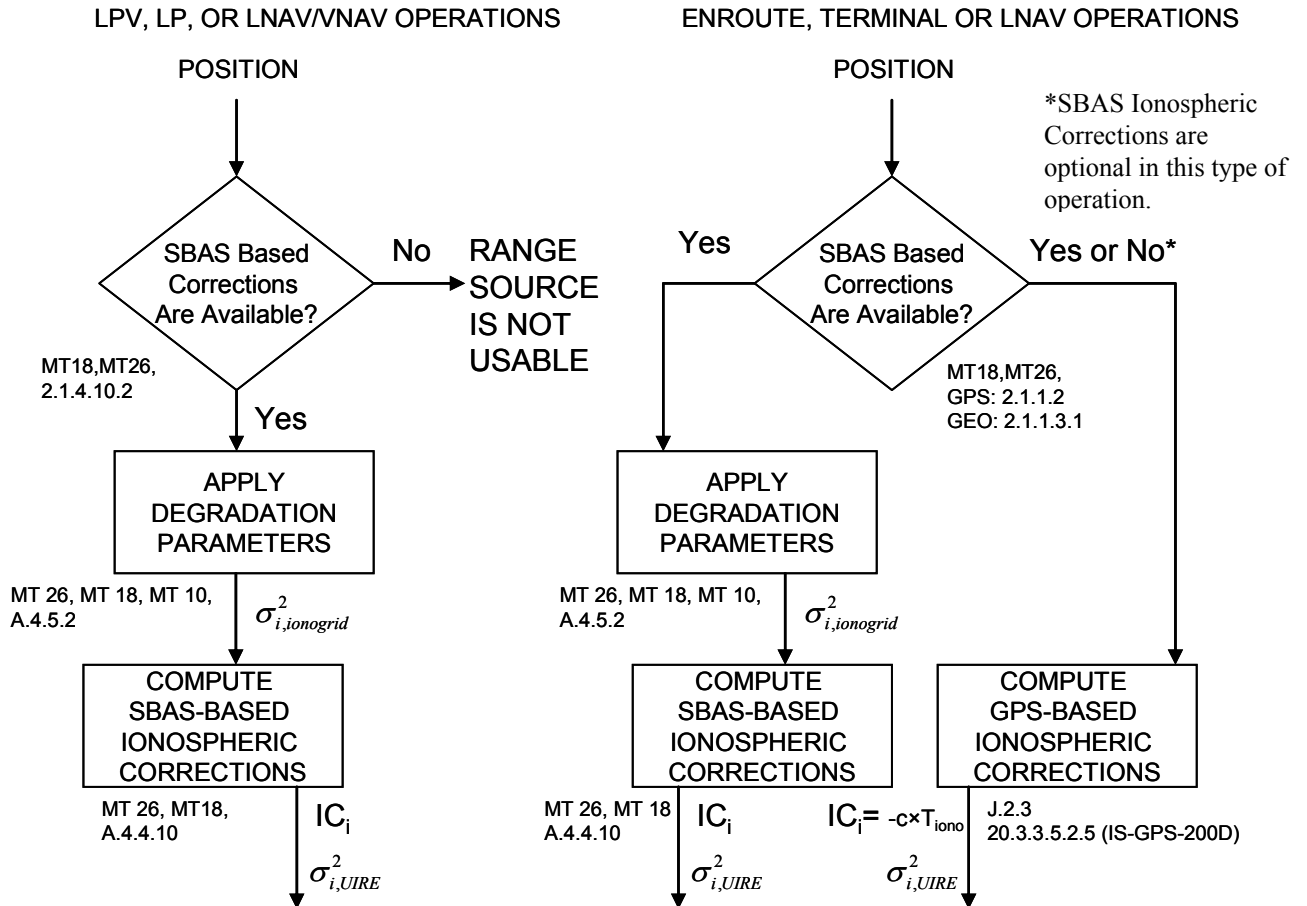 LPV, LP, OR LNAV/VNAV OPERATIONS
POSITION
SBAS Based
Corrections
Are Available?
No
RANGE
SOURCE
IS NOT
USABLE
MT18,MT26,
2.1.4.10.2
Yes
APPLY
DEGRADATION
PARAMETERS
MT 26, MT 18, MT 10,
A.4.5.2
σ²i,ionogrid
COMPUTE
SBAS-BASED
IONOSPHERIC
CORRECTIONS
MT 26, MT18,
A.4.4.10
ICi
σ²i,UIRE
ENROUTE, TERMINAL OR LNAV OPERATIONS
POSITION
*SBAS Ionospheric
Corrections are
optional in this type of
operation.
Yes
SBAS Based
Corrections
Are Available?
Yes or No*
MT18,MT26,
GPS: 2.1.1.2
GEO: 2.1.1.3.1
APPLY
DEGRADATION
PARAMETERS
MT 26, MT 18, MT 10,
A.4.5.2
σ²i,ionogrid
COMPUTE
SBAS-BASED
IONOSPHERIC
CORRECTIONS
MT 26, MT 18
A.4.4.10
ICi
σ²i,UIRE
COMPUTE
GPS-BASED
IONOSPHERIC
CORRECTIONS
ICi= -c×Tiono
J.2.3
20.3.3.5.2.5 (IS-GPS-200D)
σ²i,UIRE